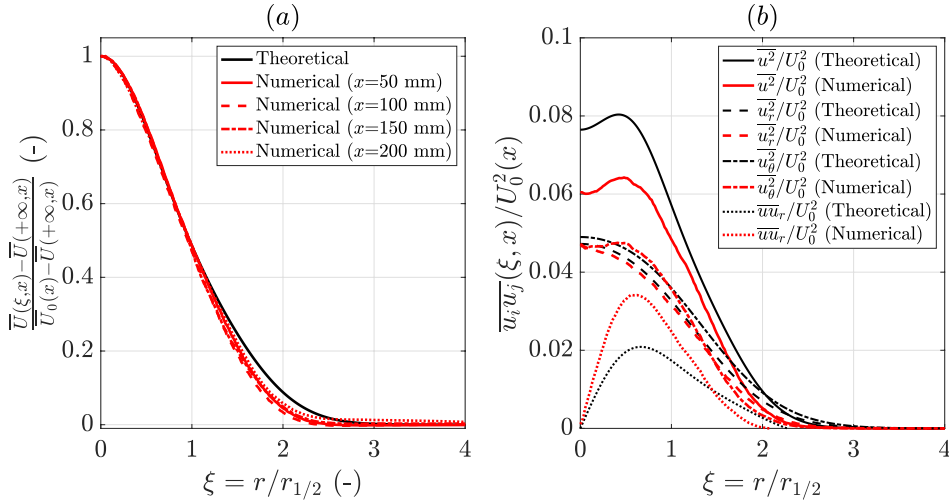 (a)
1
0.8
0.6
0.4
0.2
0
0
1
2
3
4
Theoretical
Numerical (x=50 mm)
Numerical (x=100 mm)
Numerical (x=150 mm)
Numerical (x=200 mm)
U̅(ξ,x)−U̅(+∞,x) / U̅₀(x)−U̅(+∞,x) (-)
ξ = r/r₁/₂ (-)
(b)
0.1
0.08
0.06
0.04
0.02
0
0
1
2
3
4
u²/U₀² (Theoretical)
u²/U₀² (Numerical)
uᵣ²/U₀² (Theoretical)
uᵣ²/U₀² (Numerical)
u_θ²/U₀² (Theoretical)
u_θ²/U₀² (Numerical)
uuᵣ/U₀² (Theoretical)
uuᵣ/U₀² (Numerical)
uᵢuⱼ(ξ,x)/U₀²(x)
ξ = r/r₁/₂